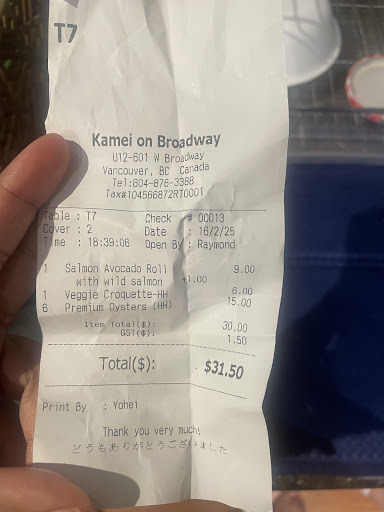 T7
Kamei on Broadway
U12-601 W Broadway
Vancouver, BC Canada
Tel:604-876-3388
Tax#104566872RT0001
Table : T7 Check # 00013
Cover : 2 Date : 16/2/25
Time : 18:39:06 Open By : Raymond
1 Salmon Avocado Roll 9.00
with wild salmon +1.00
1 Veggie Croquette-HH 6.00
6 Premium Oysters (HH) 15.00
Item Total($): 30.00
GST($): 1.50
Total($): $31.50
Print By : Yohei
Thank you very much!
どうもありがとうございました